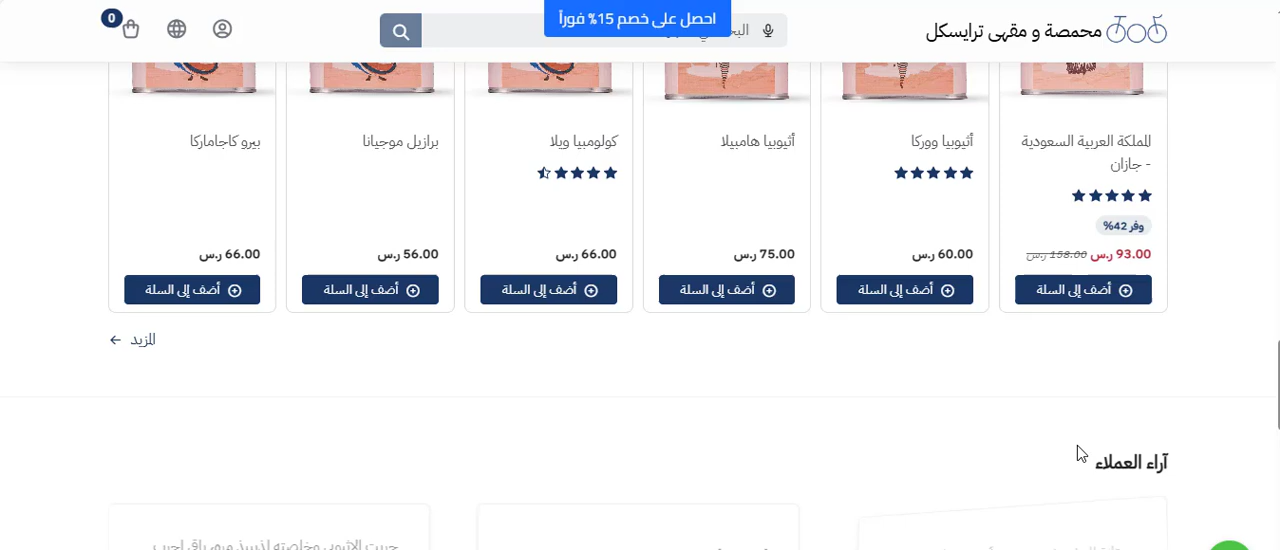 احصل على خصم 15% فوراً
محمصة و مقهى ترايسكل
0
المملكة العربية السعودية - جازان
وفر 42%
93.00 ر.س 158.00 ر.س
أضف إلى السلة
أثيوبيا ووركا
60.00 ر.س
أضف إلى السلة
أثيوبيا هامبيلا
75.00 ر.س
أضف إلى السلة
كولومبيا ويلا
66.00 ر.س
أضف إلى السلة
برازيل موجيانا
56.00 ر.س
أضف إلى السلة
بيرو كاجاماركا
66.00 ر.س
أضف إلى السلة
المزيد
آراء العملاء